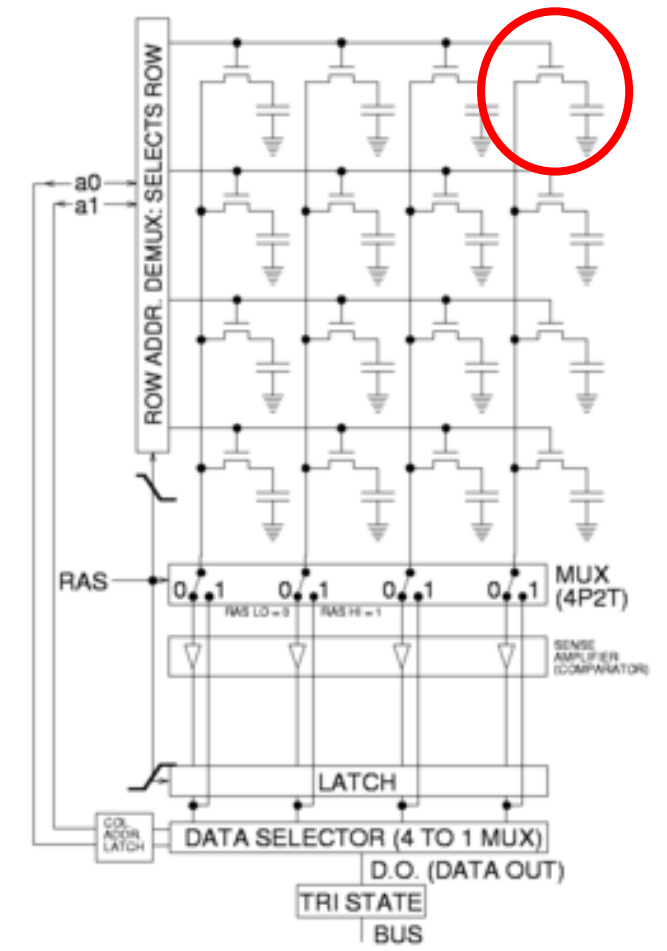 ROW ADDR. DEMUX: SELECTS ROW
a0
a1
RAS
0 1 0 1 0 1 0 1
MUX
(4P2T)
RAS LO = 0 RAS HI = 1
SENSE
AMPLIFIER
(COMPARATOR)
LATCH
COL.
ADDR.
LATCH
DATA SELECTOR (4 TO 1 MUX)
D.O. (DATA OUT)
TRI STATE
BUS